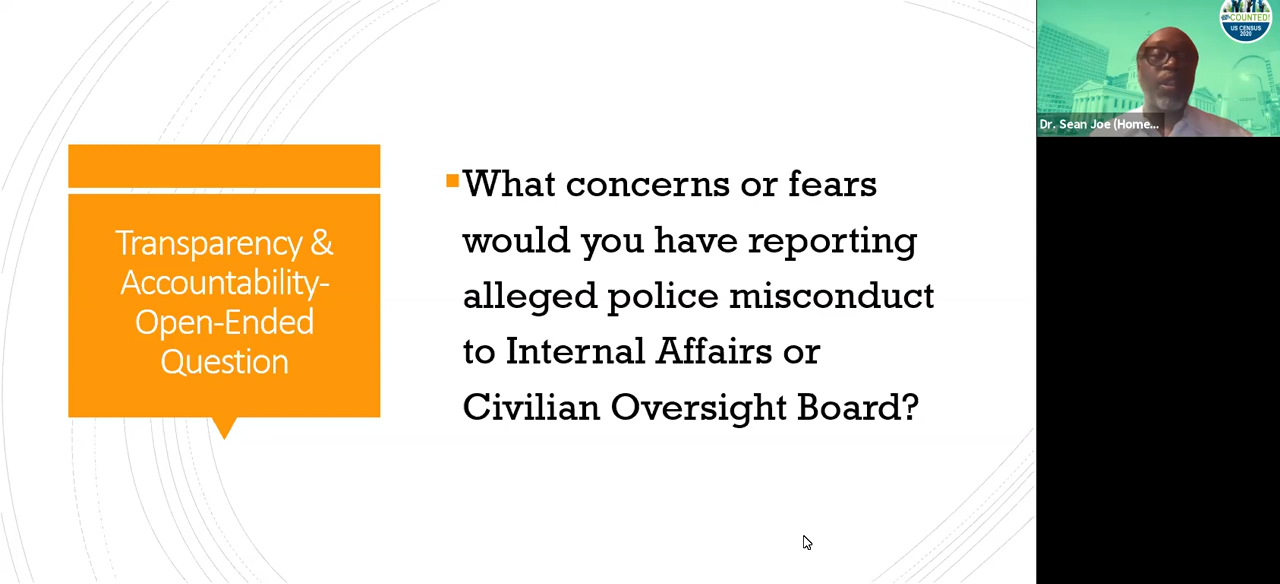 Transparency &
Accountability-
Open-Ended
Question
What concerns or fears
would you have reporting
alleged police misconduct
to Internal Affairs or
Civilian Oversight Board?
COUNTED!
US CENSUS
2020
Dr. Sean Joe (Home...